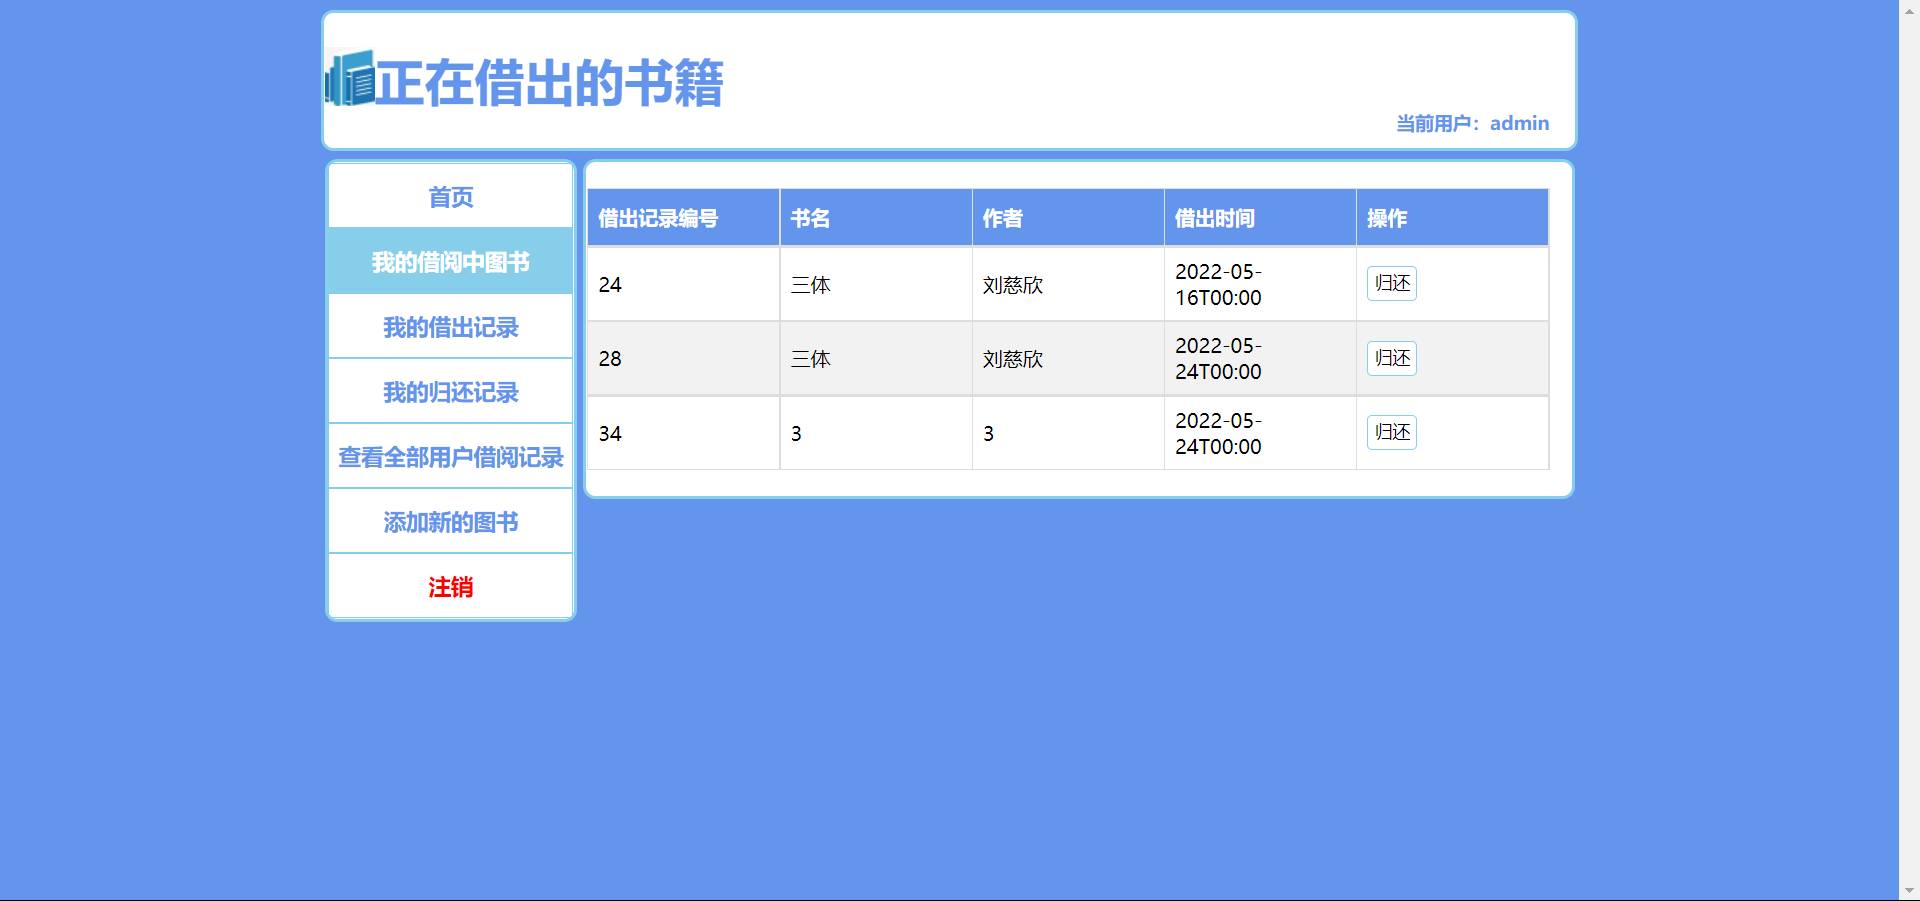 正在借出的书籍
当前用户：admin
首页
我的借阅中图书
我的借出记录
我的归还记录
查看全部用户借阅记录
添加新的图书
注销
借出记录编号 书名 作者 借出时间 操作
24 三体 刘慈欣 2022-05-
16T00:00 归还
28 三体 刘慈欣 2022-05-
24T00:00 归还
34 3 3 2022-05-
24T00:00 归还